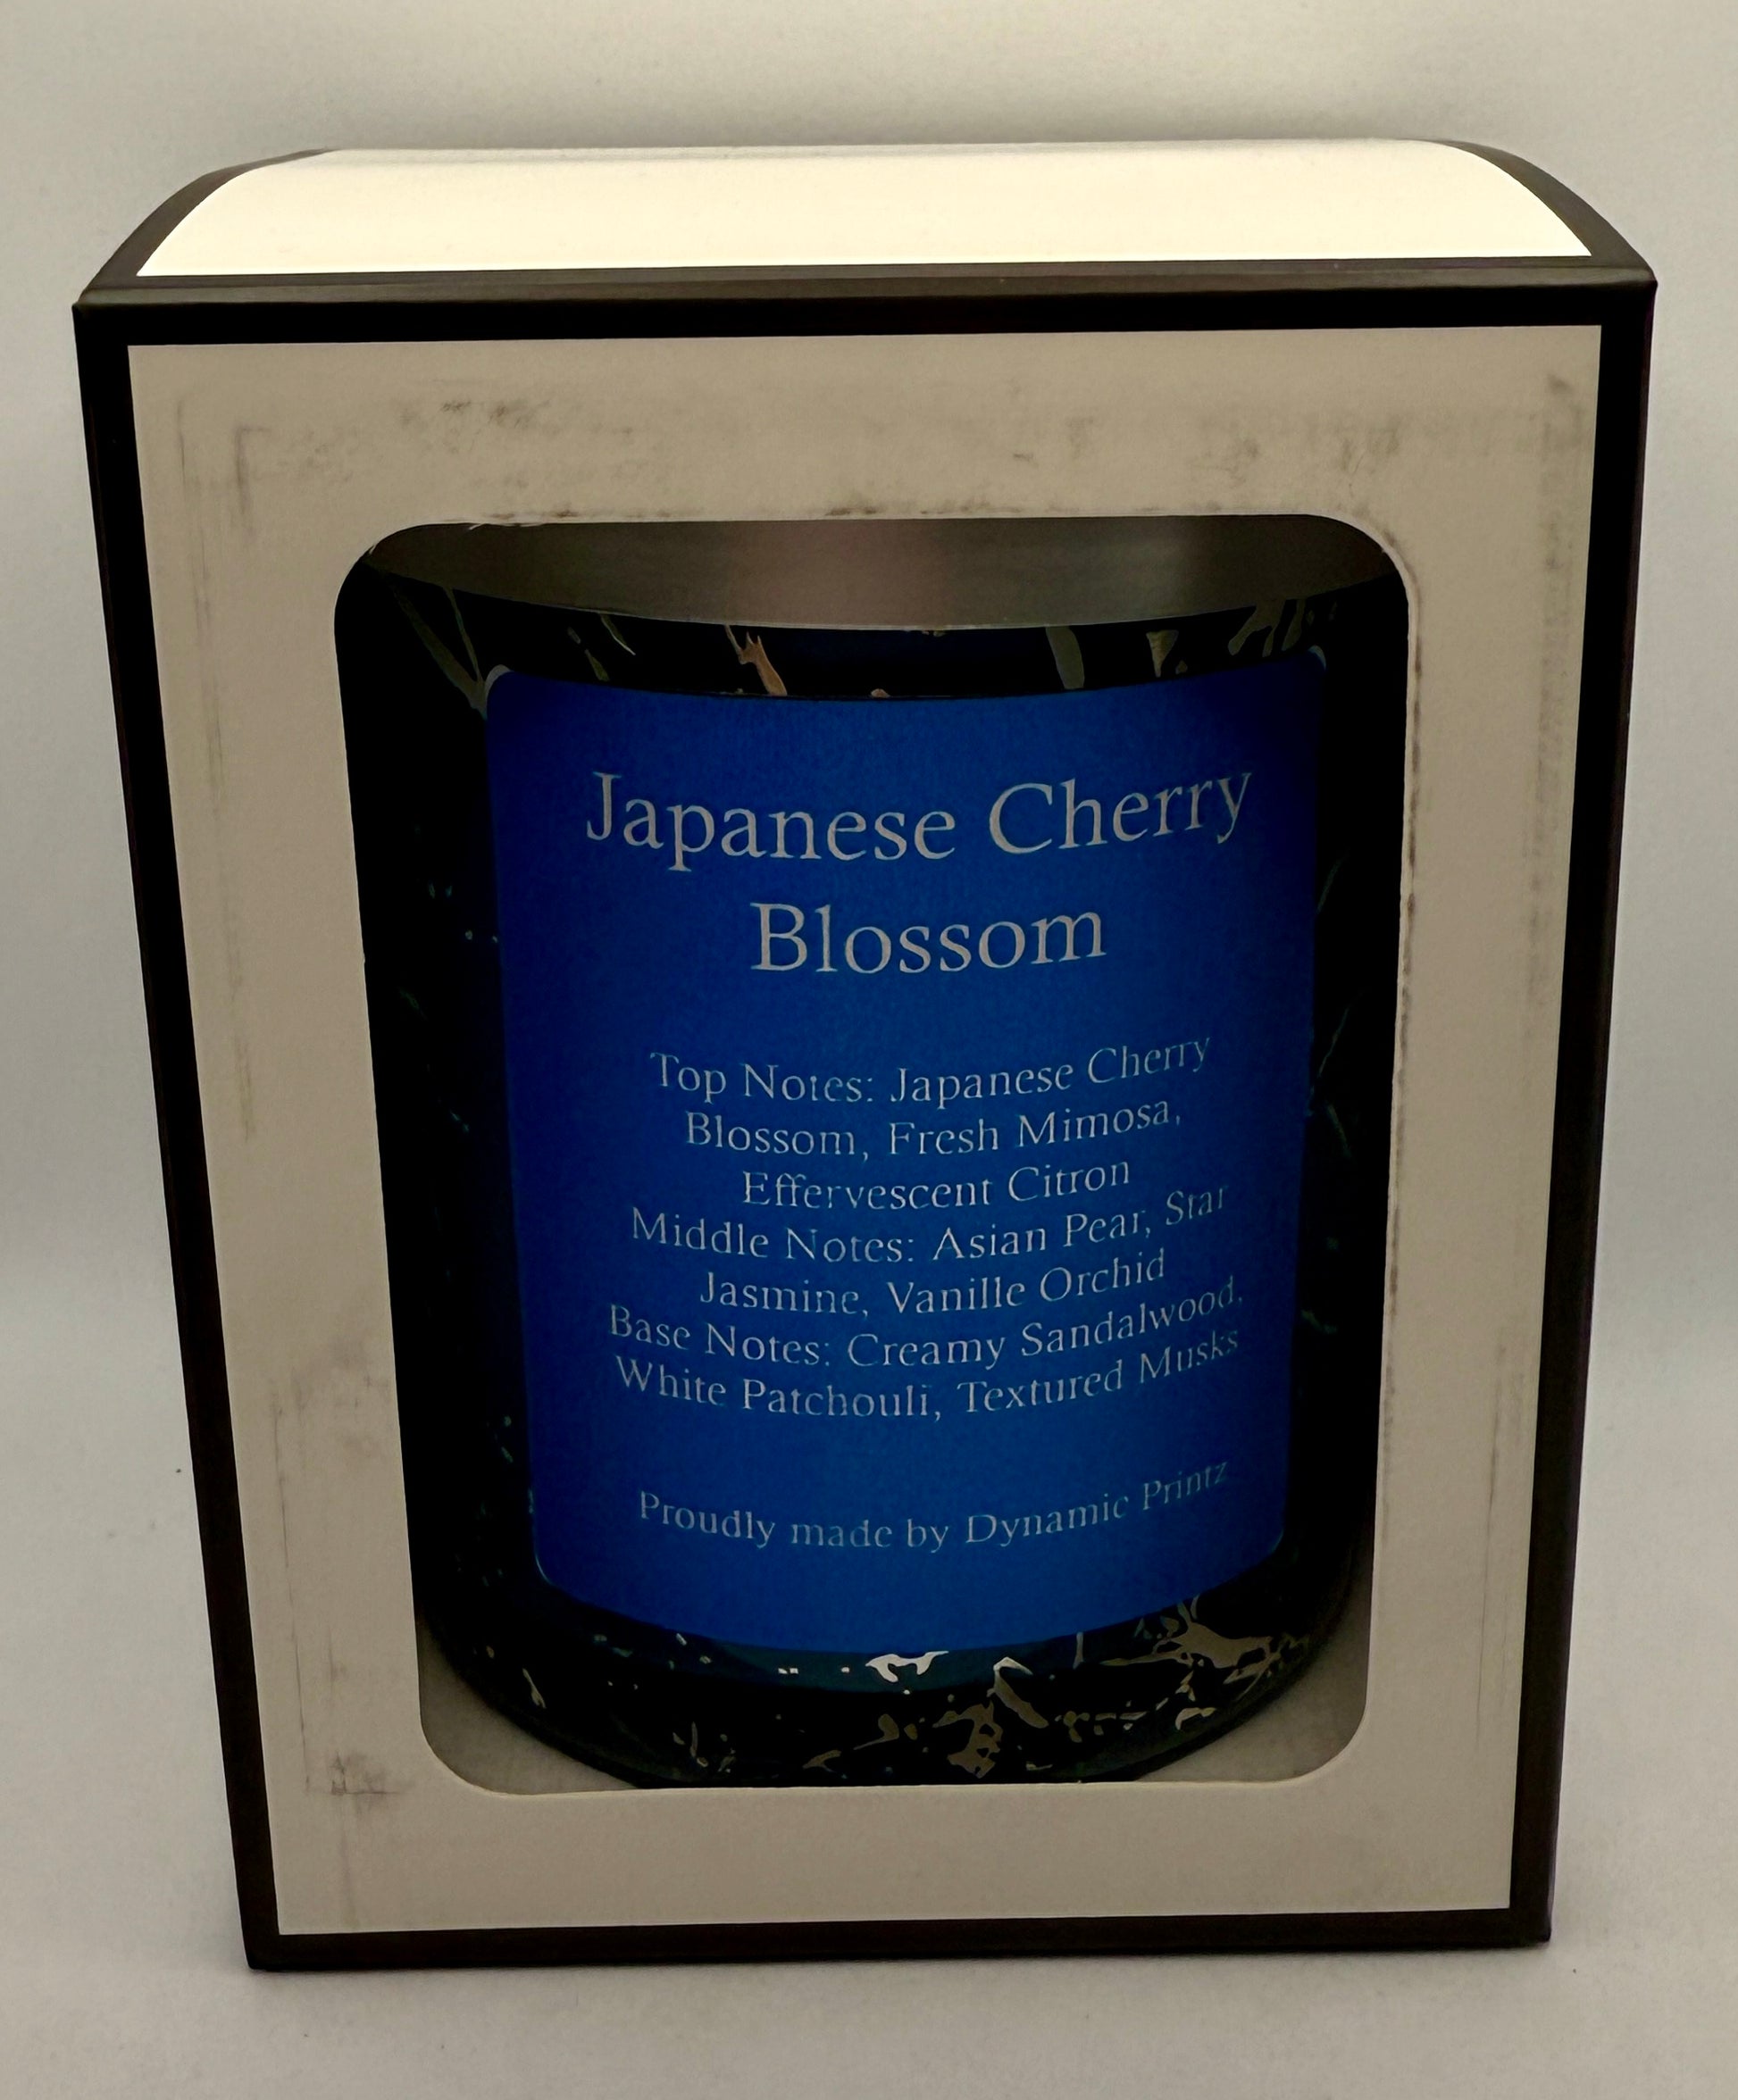 Japanese Cherry
Blossom
Top Notes: Japanese Cherry
Blossom, Fresh Mimosa,
Effervescent Citron
Middle Notes: Asian Pear, Star
Jasmine, Vanille Orchid
Base Notes: Creamy Sandalwood,
White Patchouli, Textured Musks
Proudly made by Dynamic Printz